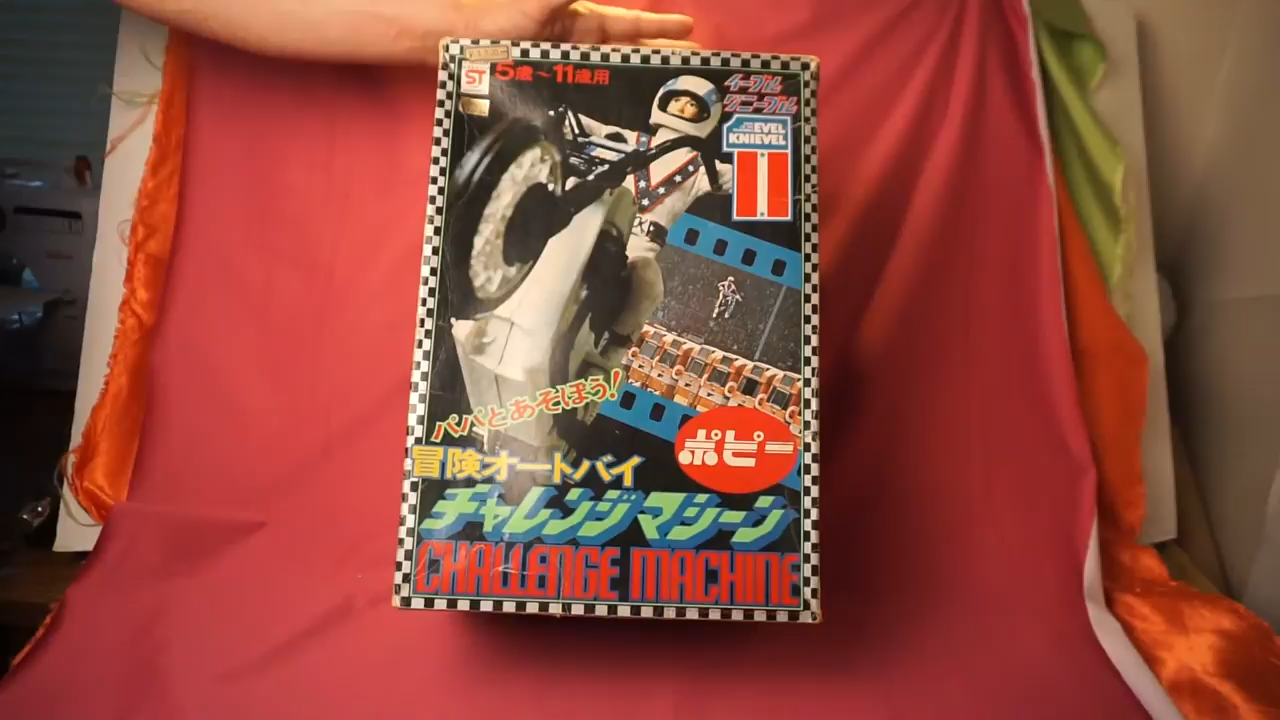 ST
5歳～11歳用
イーブル
クニーブル
EVEL
KNIEVEL
パパとあそぼう!
ポピー
冒険オートバイ
チャレンジマシーン
CHALLENGE MACHINE